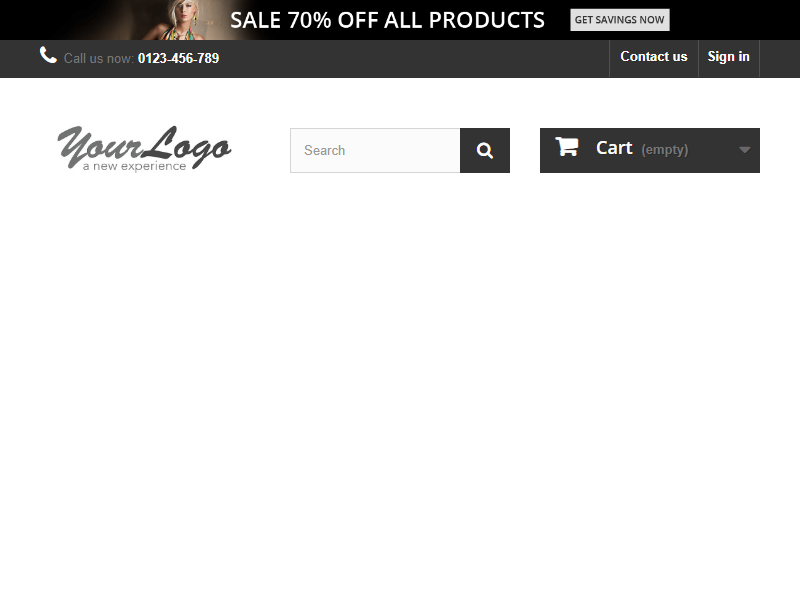 SALE 70% OFF ALL PRODUCTS GET SAVINGS NOW
Call us now: 0123-456-789 Contact us Sign in
YourLogo
a new experience
Search
Cart (empty)